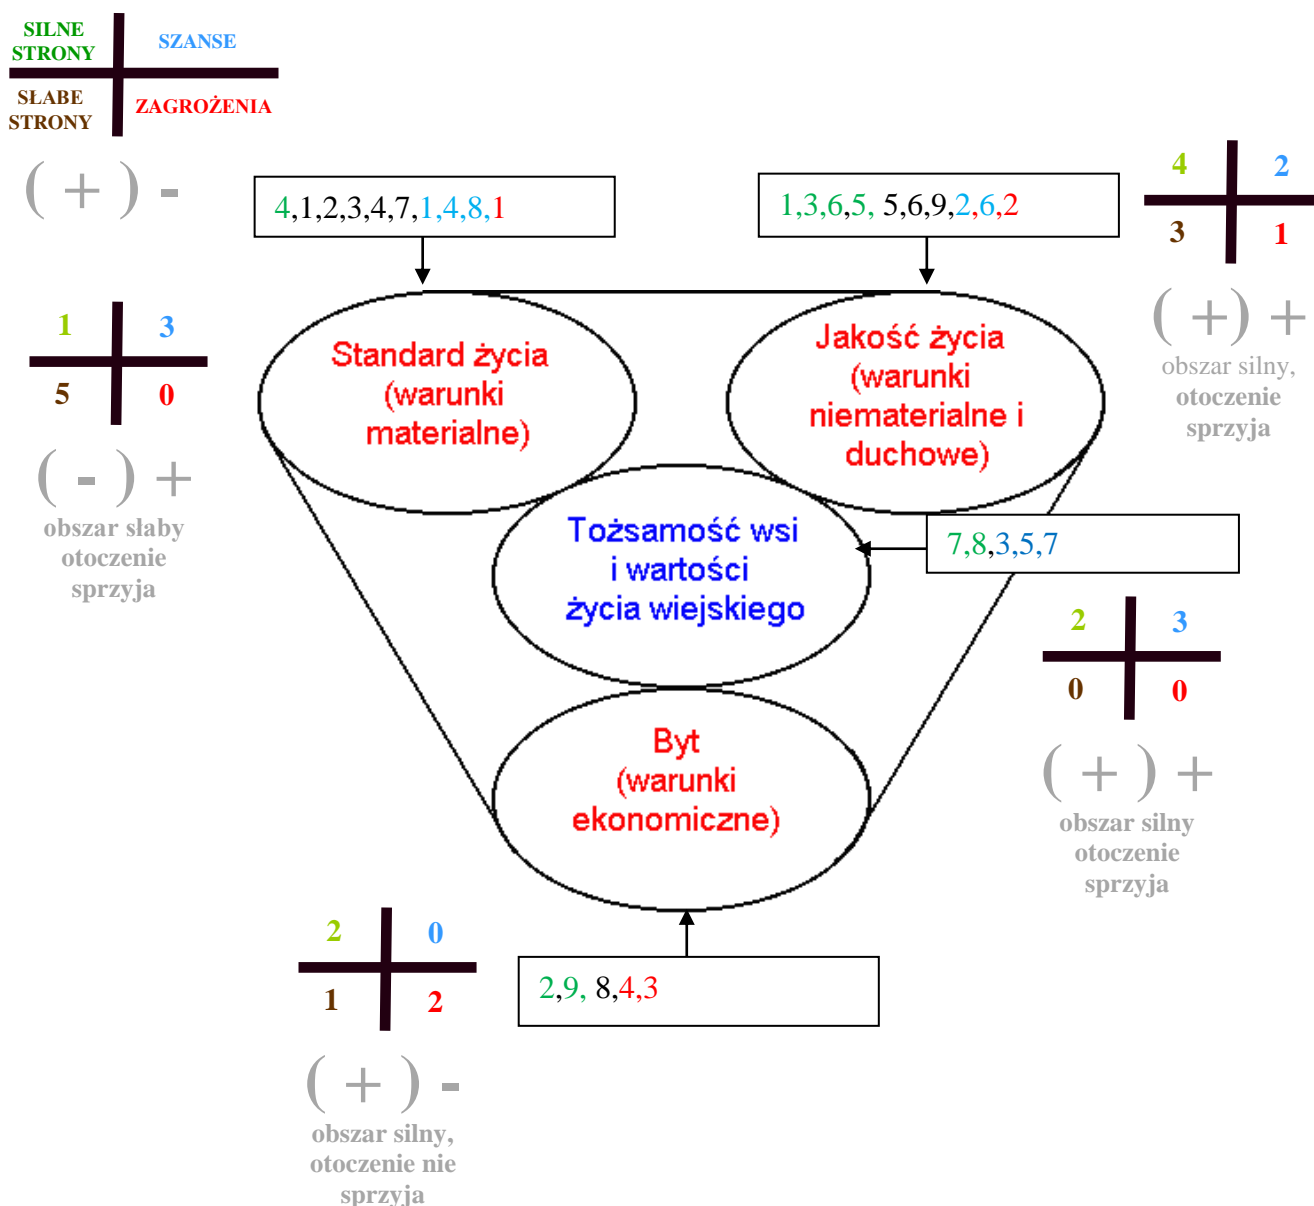 SILNE
STRONY
SZANSE
SŁABE
STRONY
ZAGROŻENIA
( + ) -
4,1,2,3,4,7,1,4,8,1
1,3,6,5, 5,6,9,2,6,2
4 2
3 1
( +) +
obszar silny,
otoczenie
sprzyja
1 3
5 0
( - ) +
obszar słaby
otoczenie
sprzyja
Standard życia
(warunki
materialne)
Jakość życia
(warunki
niematerialne i
duchowe)
Tożsamość wsi
i wartości
życia wiejskiego
7,8,3,5,7
2 3
0 0
( + ) +
obszar silny
otoczenie
sprzyja
Byt
(warunki
ekonomiczne)
2 0
1 2
2,9, 8,4,3
( + ) -
obszar silny,
otoczenie nie
sprzyja